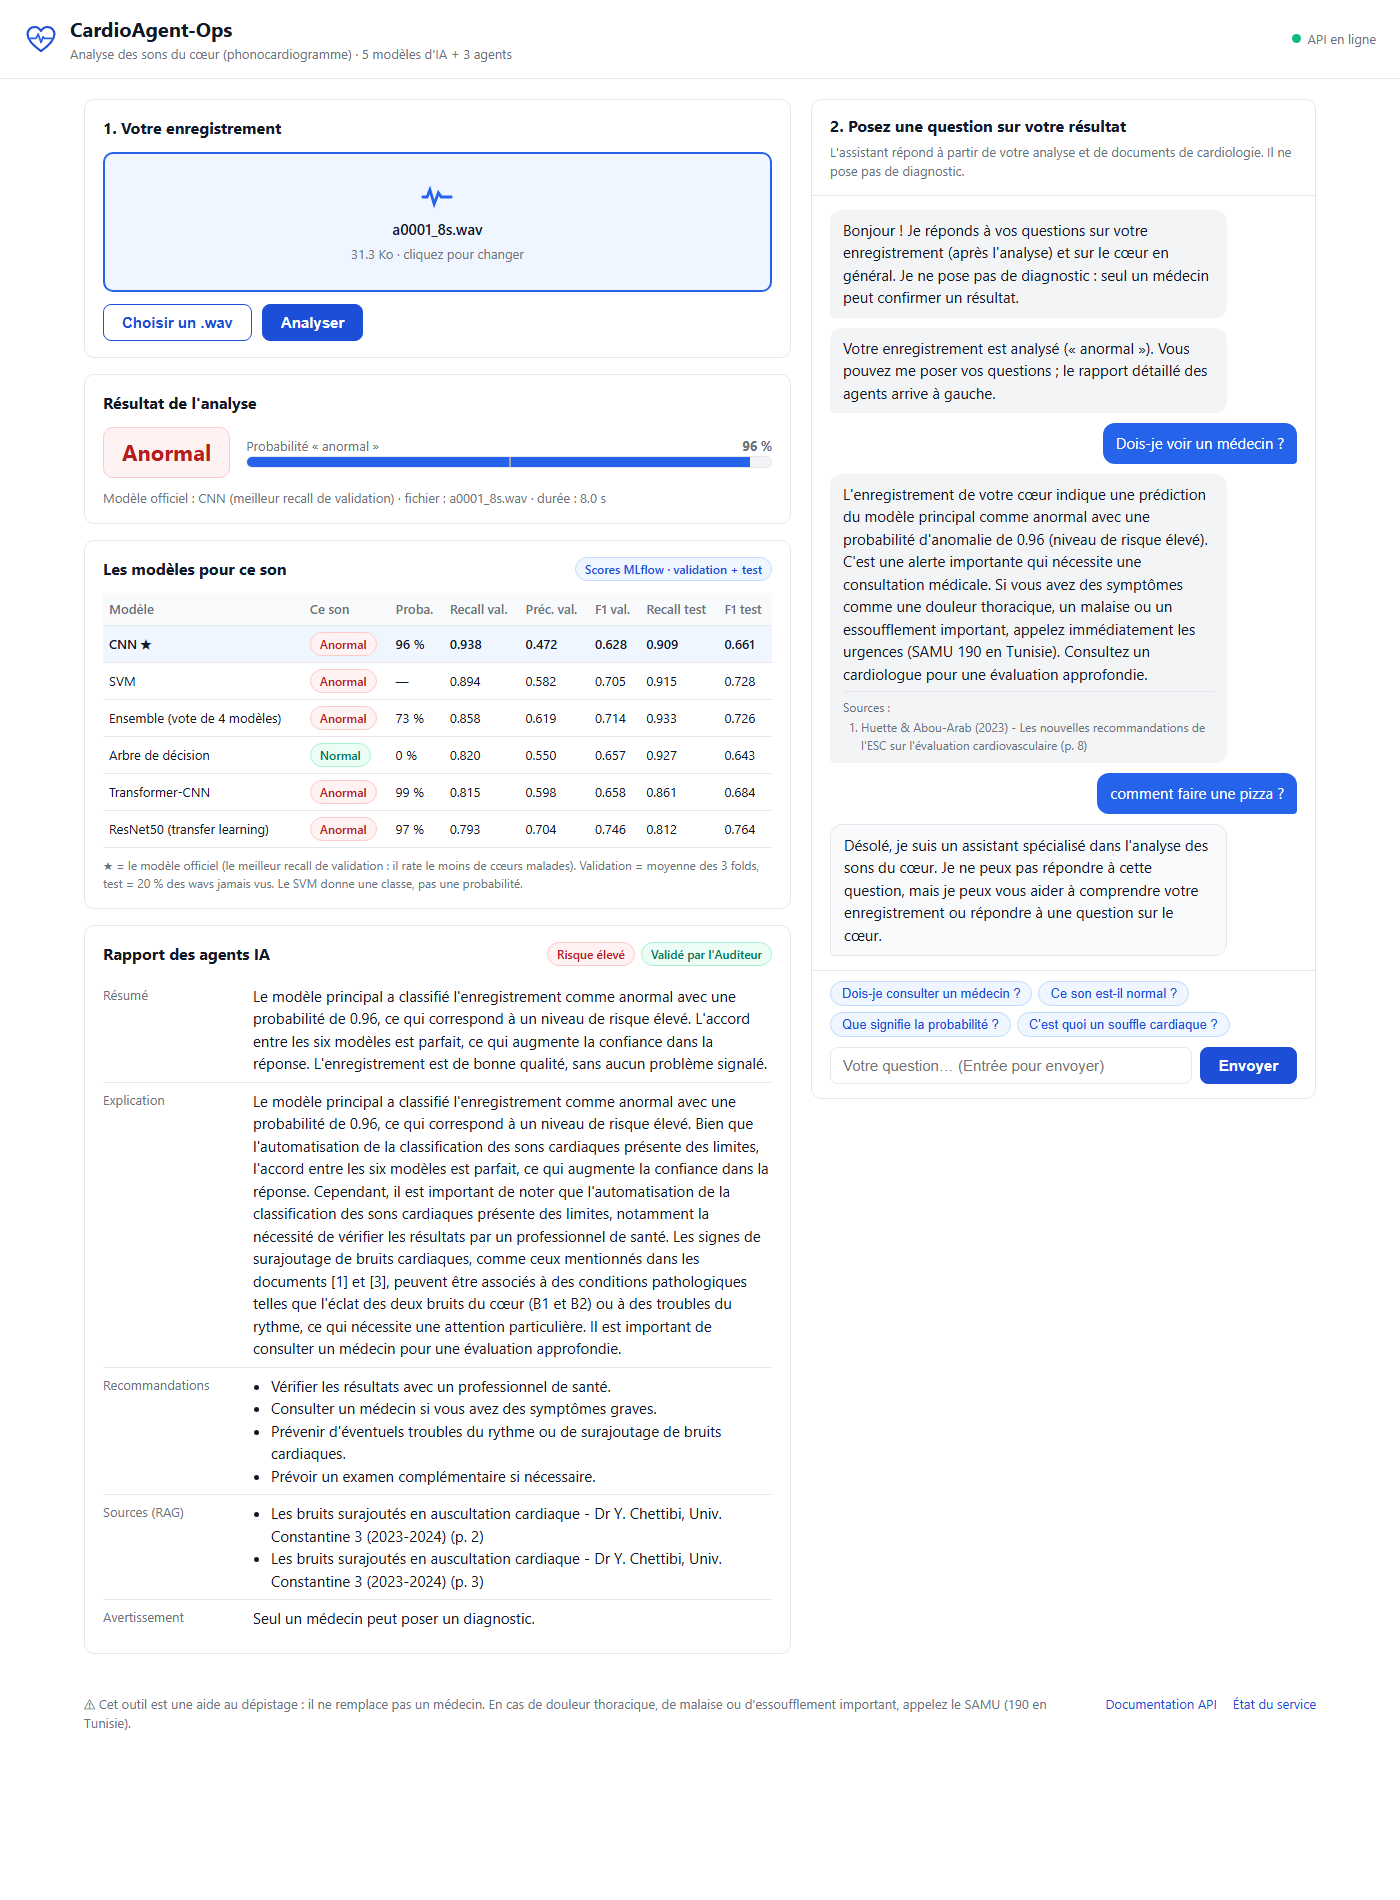 CardioAgent-Ops
Analyse des sons du cœur (phonocardiogramme) · 5 modèles d'IA + 3 agents
API en ligne
1. Votre enregistrement
a0001_8s.wav
31.3 Ko · cliquez pour changer
Choisir un .wav
Analyser
Résultat de l'analyse
Anormal
Probabilité « anormal »
96 %
Modèle officiel : CNN (meilleur recall de validation) · fichier : a0001_8s.wav · durée : 8.0 s
Les modèles pour ce son
Scores MLflow · validation + test
Modèle Ce son Proba. Recall val. Préc. val. F1 val. Recall test F1 test
CNN ★ Anormal 96 % 0.938 0.472 0.628 0.909 0.661
SVM Anormal — 0.894 0.582 0.705 0.915 0.728
Ensemble (vote de 4 modèles) Anormal 73 % 0.858 0.619 0.714 0.933 0.726
Arbre de décision Normal 0 % 0.820 0.550 0.657 0.927 0.643
Transformer-CNN Anormal 99 % 0.815 0.598 0.658 0.861 0.684
ResNet50 (transfer learning) Anormal 97 % 0.793 0.704 0.746 0.812 0.764
★ = le modèle officiel (le meilleur recall de validation : il rate le moins de cœurs malades). Validation = moyenne des 3 folds,
test = 20 % des wavs jamais vus. Le SVM donne une classe, pas une probabilité.
Rapport des agents IA
Risque élevé
Validé par l'Auditeur
Résumé
Le modèle principal a classifié l'enregistrement comme anormal avec une
probabilité de 0.96, ce qui correspond à un niveau de risque élevé. L'accord
entre les six modèles est parfait, ce qui augmente la confiance dans la
réponse. L'enregistrement est de bonne qualité, sans aucun problème signalé.
Explication
Le modèle principal a classifié l'enregistrement comme anormal avec une
probabilité de 0.96, ce qui correspond à un niveau de risque élevé. Bien que
l'automatisation de la classification des sons cardiaques présente des limites,
l'accord entre les six modèles est parfait, ce qui augmente la confiance dans la
réponse. Cependant, il est important de noter que l'automatisation de la
classification des sons cardiaques présente des limites, notamment la
nécessité de vérifier les résultats par un professionnel de santé. Les signes de
surajoutage de bruits cardiaques, comme ceux mentionnés dans les
documents [1] et [3], peuvent être associés à des conditions pathologiques
telles que l'éclat des deux bruits du cœur (B1 et B2) ou à des troubles du
rythme, ce qui nécessite une attention particulière. Il est important de
consulter un médecin pour une évaluation approfondie.
Recommandations
• Vérifier les résultats avec un professionnel de santé.
• Consulter un médecin si vous avez des symptômes graves.
• Prévenir d'éventuels troubles du rythme ou de surajoutage de bruits
cardiaques.
• Prévoir un examen complémentaire si nécessaire.
Sources (RAG)
• Les bruits surajoutés en auscultation cardiaque - Dr Y. Chettibi, Univ.
Constantine 3 (2023-2024) (p. 2)
• Les bruits surajoutés en auscultation cardiaque - Dr Y. Chettibi, Univ.
Constantine 3 (2023-2024) (p. 3)
Avertissement
Seul un médecin peut poser un diagnostic.
2. Posez une question sur votre résultat
L'assistant répond à partir de votre analyse et de documents de cardiologie. Il ne
pose pas de diagnostic.
Bonjour ! Je réponds à vos questions sur votre
enregistrement (après l'analyse) et sur le cœur en
général. Je ne pose pas de diagnostic : seul un médecin
peut confirmer un résultat.
Votre enregistrement est analysé (« anormal »). Vous
pouvez me poser vos questions ; le rapport détaillé des
agents arrive à gauche.
Dois-je voir un médecin ?
L'enregistrement de votre cœur indique une prédiction
du modèle principal comme anormal avec une
probabilité d'anomalie de 0.96 (niveau de risque élevé).
C'est une alerte importante qui nécessite une
consultation médicale. Si vous avez des symptômes
comme une douleur thoracique, un malaise ou un
essoufflement important, appelez immédiatement les
urgences (SAMU 190 en Tunisie). Consultez un
cardiologue pour une évaluation approfondie.
Sources :
1. Huette & Abou-Arab (2023) - Les nouvelles recommandations de
l'ESC sur l'évaluation cardiovasculaire (p. 8)
comment faire une pizza ?
Désolé, je suis un assistant spécialisé dans l'analyse des
sons du cœur. Je ne peux pas répondre à cette
question, mais je peux vous aider à comprendre votre
enregistrement ou répondre à une question sur le
cœur.
Dois-je consulter un médecin ?
Ce son est-il normal ?
Que signifie la probabilité ?
C'est quoi un souffle cardiaque ?
Votre question… (Entrée pour envoyer)
Envoyer
⚠ Cet outil est une aide au dépistage : il ne remplace pas un médecin. En cas de douleur thoracique, de malaise ou d'essoufflement important, appelez le SAMU (190 en
Tunisie).
Documentation API
État du service